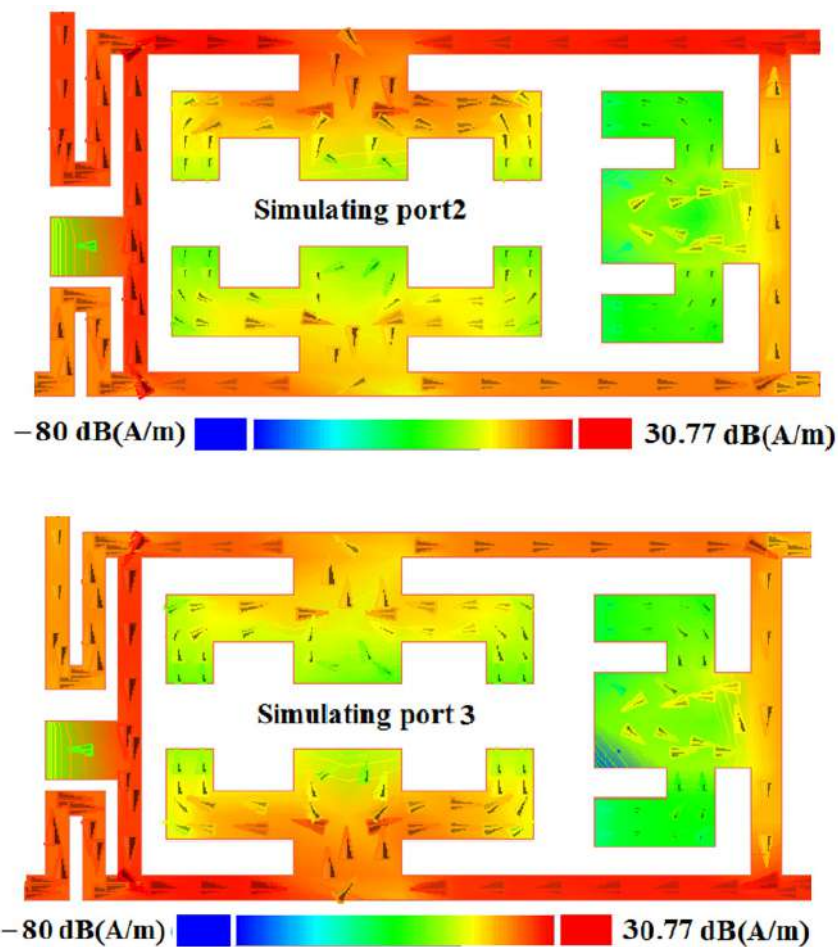 Simulating port2
−80 dB(A/m) 30.77 dB(A/m)
Simulating port 3
−80 dB(A/m) 30.77 dB(A/m)